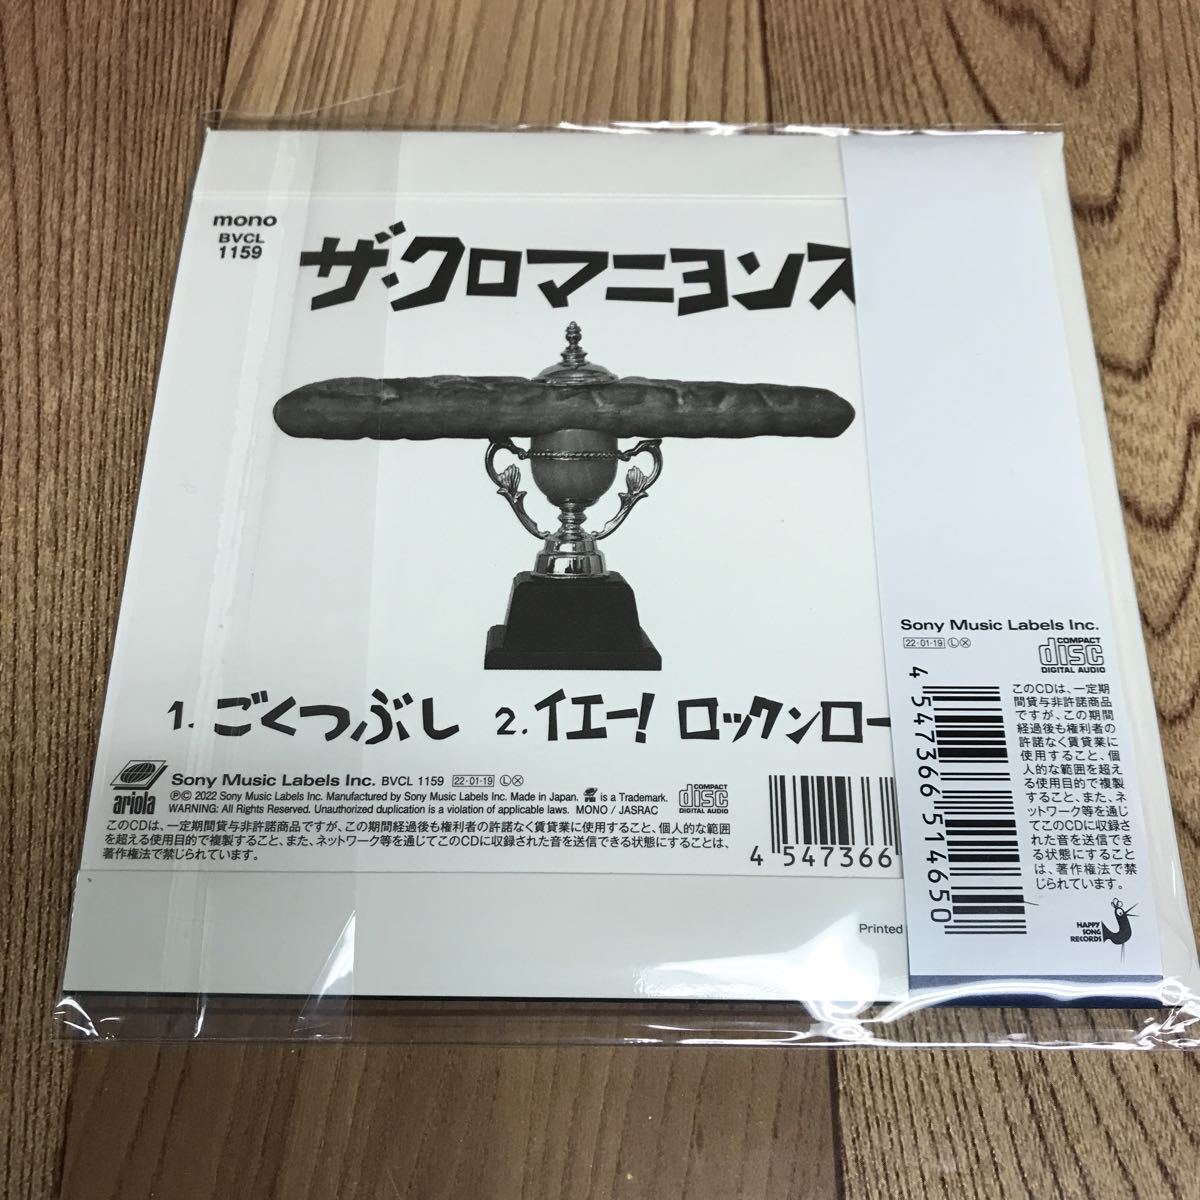 mono
BVCL
1159
ザ・クロマニヨンズ
1. ごくつぶし 2. イエー! ロックンロー
ariola
Sony Music Labels Inc. BVCL 1159 22・01・19 Ⓛ Ⓧ
ⓅⒸ 2022 Sony Music Labels Inc. Manufactured by Sony Music Labels Inc. Made in Japan. is a Trademark.
WARNING: All Rights Reserved. Unauthorized duplication is a violation of applicable laws. MONO / JASRAC
このCDは、一定期間貸与非許諾商品ですが、この期間経過後も権利者の許諾なく賃貸業に使用すること、個人的な範囲
を超える使用目的で複製すること、また、ネットワーク等を通じてこのCDに収録された音を送信できる状態にすることは、
著作権法で禁じられています。
COMPACT
disc
DIGITAL AUDIO
4 547366
Printed
Sony Music Labels Inc.
22・01・19 Ⓛ Ⓧ
COMPACT
disc
DIGITAL AUDIO
4 547366 514650
このCDは、一定期
間貸与非許諾商品
ですが、この期間
経過後も権利者の
許諾なく賃貸業に
使用すること、個
人的な範囲を超え
る使用目的で複製
すること、また、ネ
ットワーク等を通じ
てこのCDに収録さ
れた音を送信でき
る状態にすること
は、著作権法で禁
じられています。
HAPPY
SONG
RECORDS